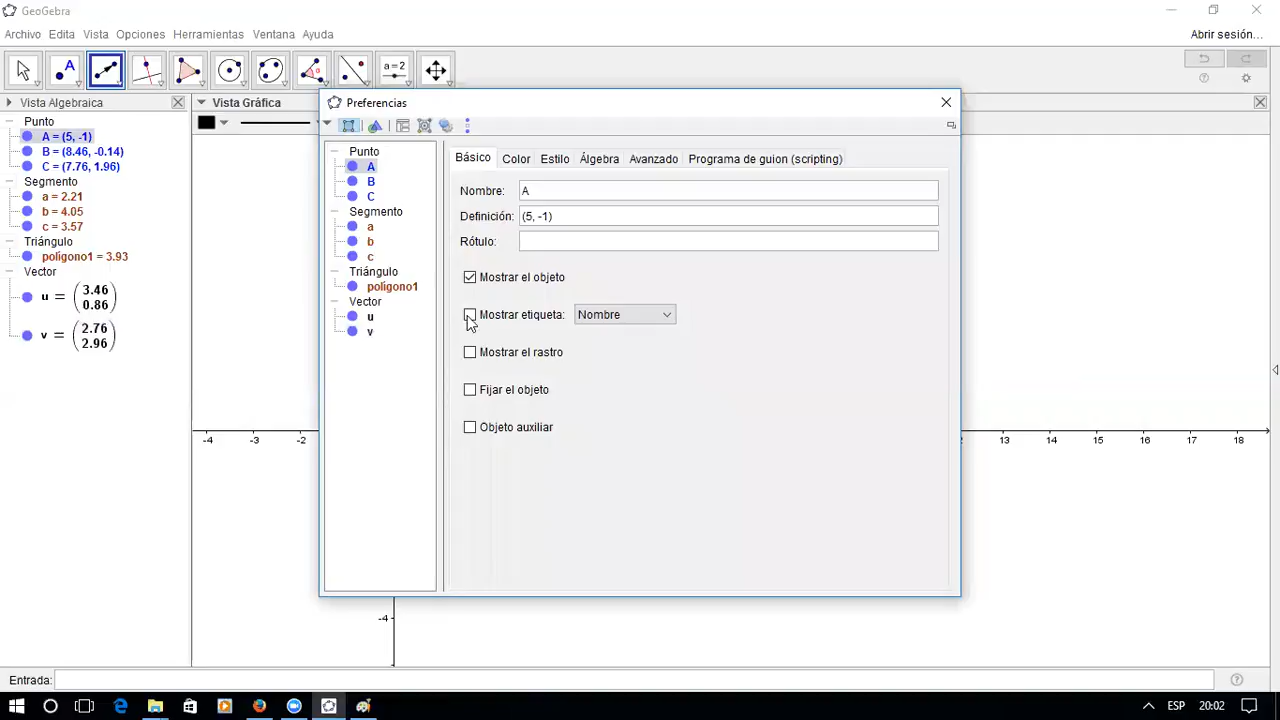 GeoGebra
Archivo Edita Vista Opciones Herramientas Ventana Ayuda
Abrir sesión...
A
a=2
Vista Algebraica
Vista Gráfica
Punto
A = (5, -1)
B = (8.46, -0.14)
C = (7.76, 1.96)
Segmento
a = 2.21
b = 4.05
c = 3.57
Triángulo
polígono1 = 3.93
Vector
u = (3.46
0.86)
v = (2.76
2.96)
Preferencias
Punto
A
B
C
Segmento
a
b
c
Triángulo
polígono1
Vector
u
v
Básico Color Estilo Álgebra Avanzado Programa de guion (scripting)
Nombre: A
Definición: (5, -1)
Rótulo:
Mostrar el objeto
Mostrar etiqueta: Nombre
Mostrar el rastro
Fijar el objeto
Objeto auxiliar
-4 -3 -2 13 14 15 16 17 18
-4
Entrada:
ESP 20:02